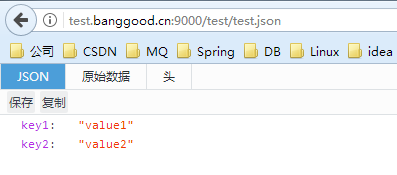 test.banggood.cn:9000/test/test.json
公司 CSDN MQ Spring DB Linux idea
JSON 原始数据 头
保存 复制
key1: "value1"
key2: "value2"